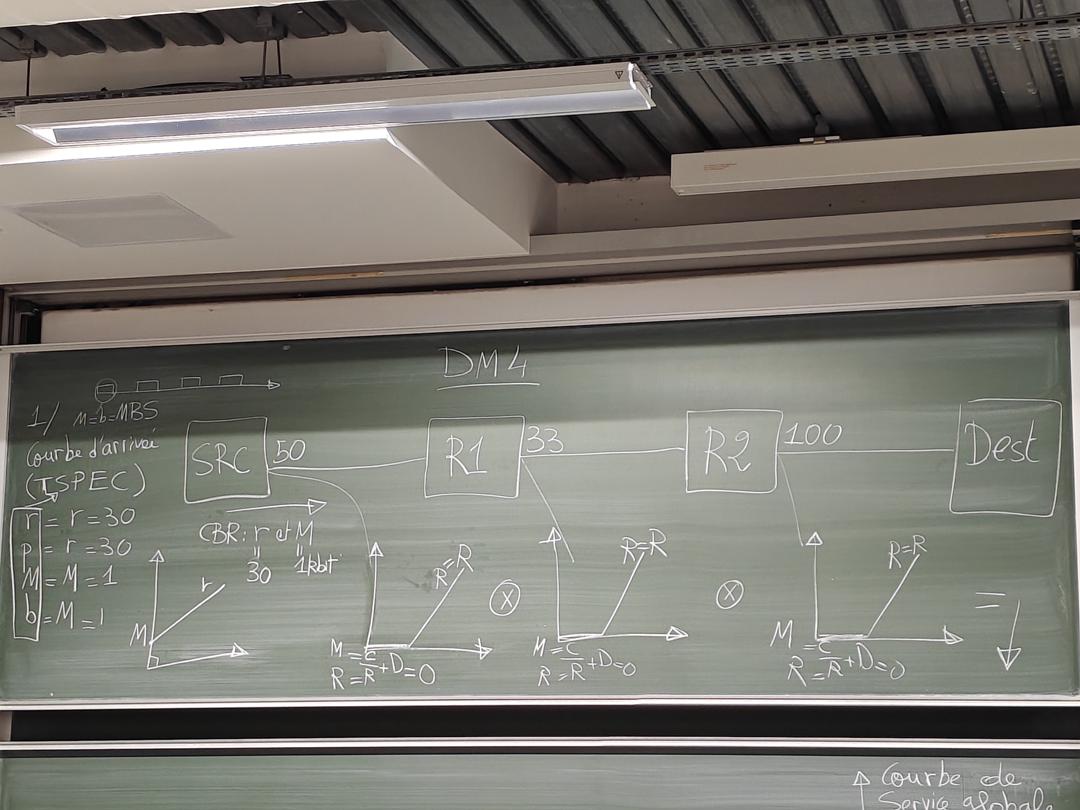 DM4
1/ M=b=MBS
Courbe d'arrivée
(TSPEC)
r = r = 30
p = r = 30
M = M = 1
b = M = 1
SRC 50
R1 33
R2 100
Dest
CBR: r et M
= =
30 1kbit
r
M
R=R
M = C/R + D = 0
R = R
⊗
R=R
M = C/R + D = 0
R = R
⊗
R=R
M = C/R + D = 0
R = R
=
Courbe de
Service globale